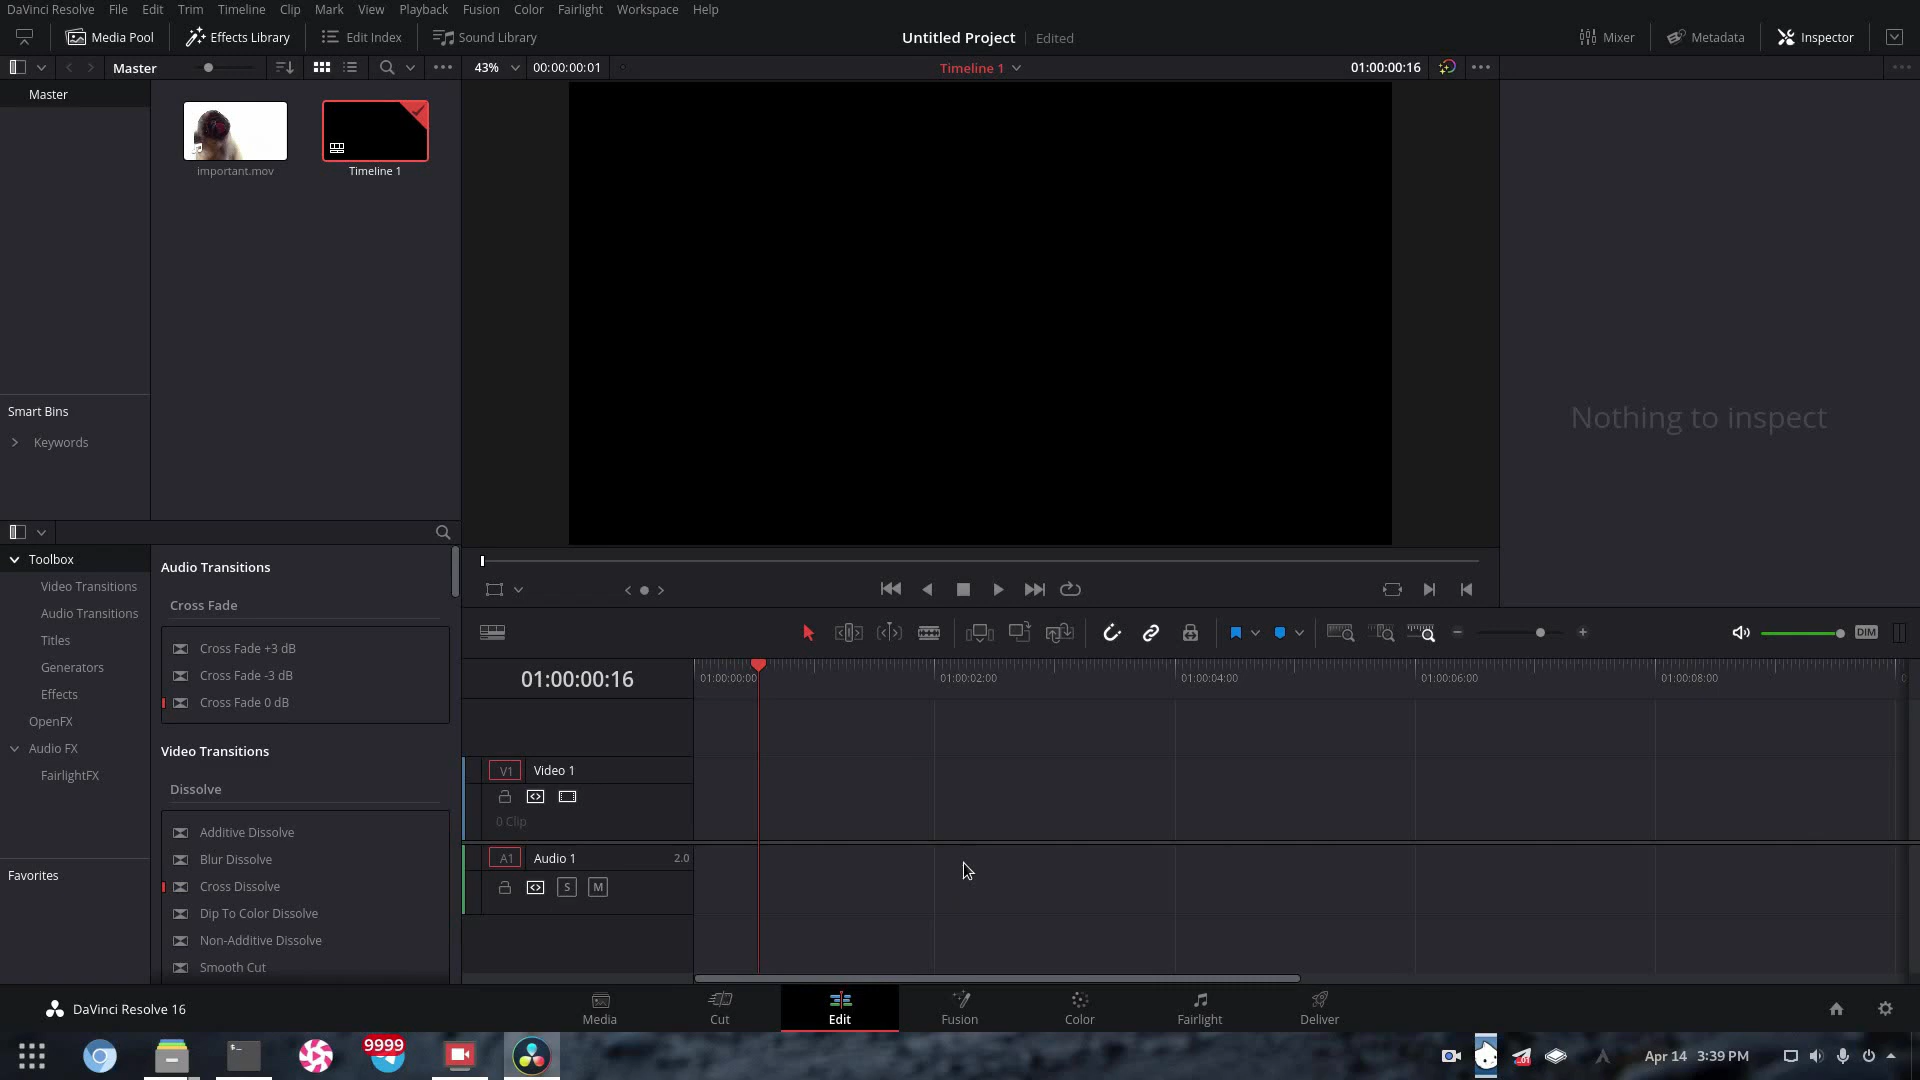 DaVinci Resolve File Edit Trim Timeline Clip Mark View Playback Fusion Color Fairlight Workspace Help
Media Pool Effects Library Edit Index Sound Library Untitled Project Edited Mixer Metadata Inspector
Master 43% 00:00:00:01 Timeline 1 01:00:00:16
Master
important.mov Timeline 1
Nothing to inspect
Smart Bins
Keywords
Toolbox
Video Transitions
Audio Transitions
Titles
Generators
Effects
OpenFX
Audio FX
FairlightFX
Favorites
Audio Transitions
Cross Fade
Cross Fade +3 dB
Cross Fade -3 dB
Cross Fade 0 dB
Video Transitions
Dissolve
Additive Dissolve
Blur Dissolve
Cross Dissolve
Dip To Color Dissolve
Non-Additive Dissolve
Smooth Cut
DIM
01:00:00:16 01:00:00:00 01:00:02:00 01:00:04:00 01:00:06:00 01:00:08:00
V1 Video 1
0 Clip
A1 Audio 1 2.0
S M
DaVinci Resolve 16 Media Cut Edit Fusion Color Fairlight Deliver
9999 Apr 14 3:39 PM